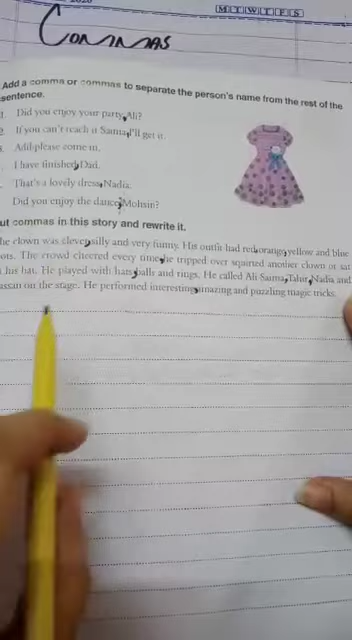 2020
M T W T F S
Commas
Add a comma or commas to separate the person's name from the rest of the
sentence.
Did you enjoy your party, Ali?
If you can't reach it Saima, I'll get it.
Adil please come in.
I have finished, Dad.
That's a lovely dress, Nadia.
Did you enjoy the dance, Mohsin?
ut commas in this story and rewrite it.
he clown was clever, silly and very funny. His outfit had red, orange, yellow and blue
ots. The crowd cheered every time, he tripped over squirted another clown or sat
his hat. He played with hats, balls and rings. He called Ali Saima, Tahir, Nadia and
assan on the stage. He performed interesting, amazing and puzzling magic tricks.